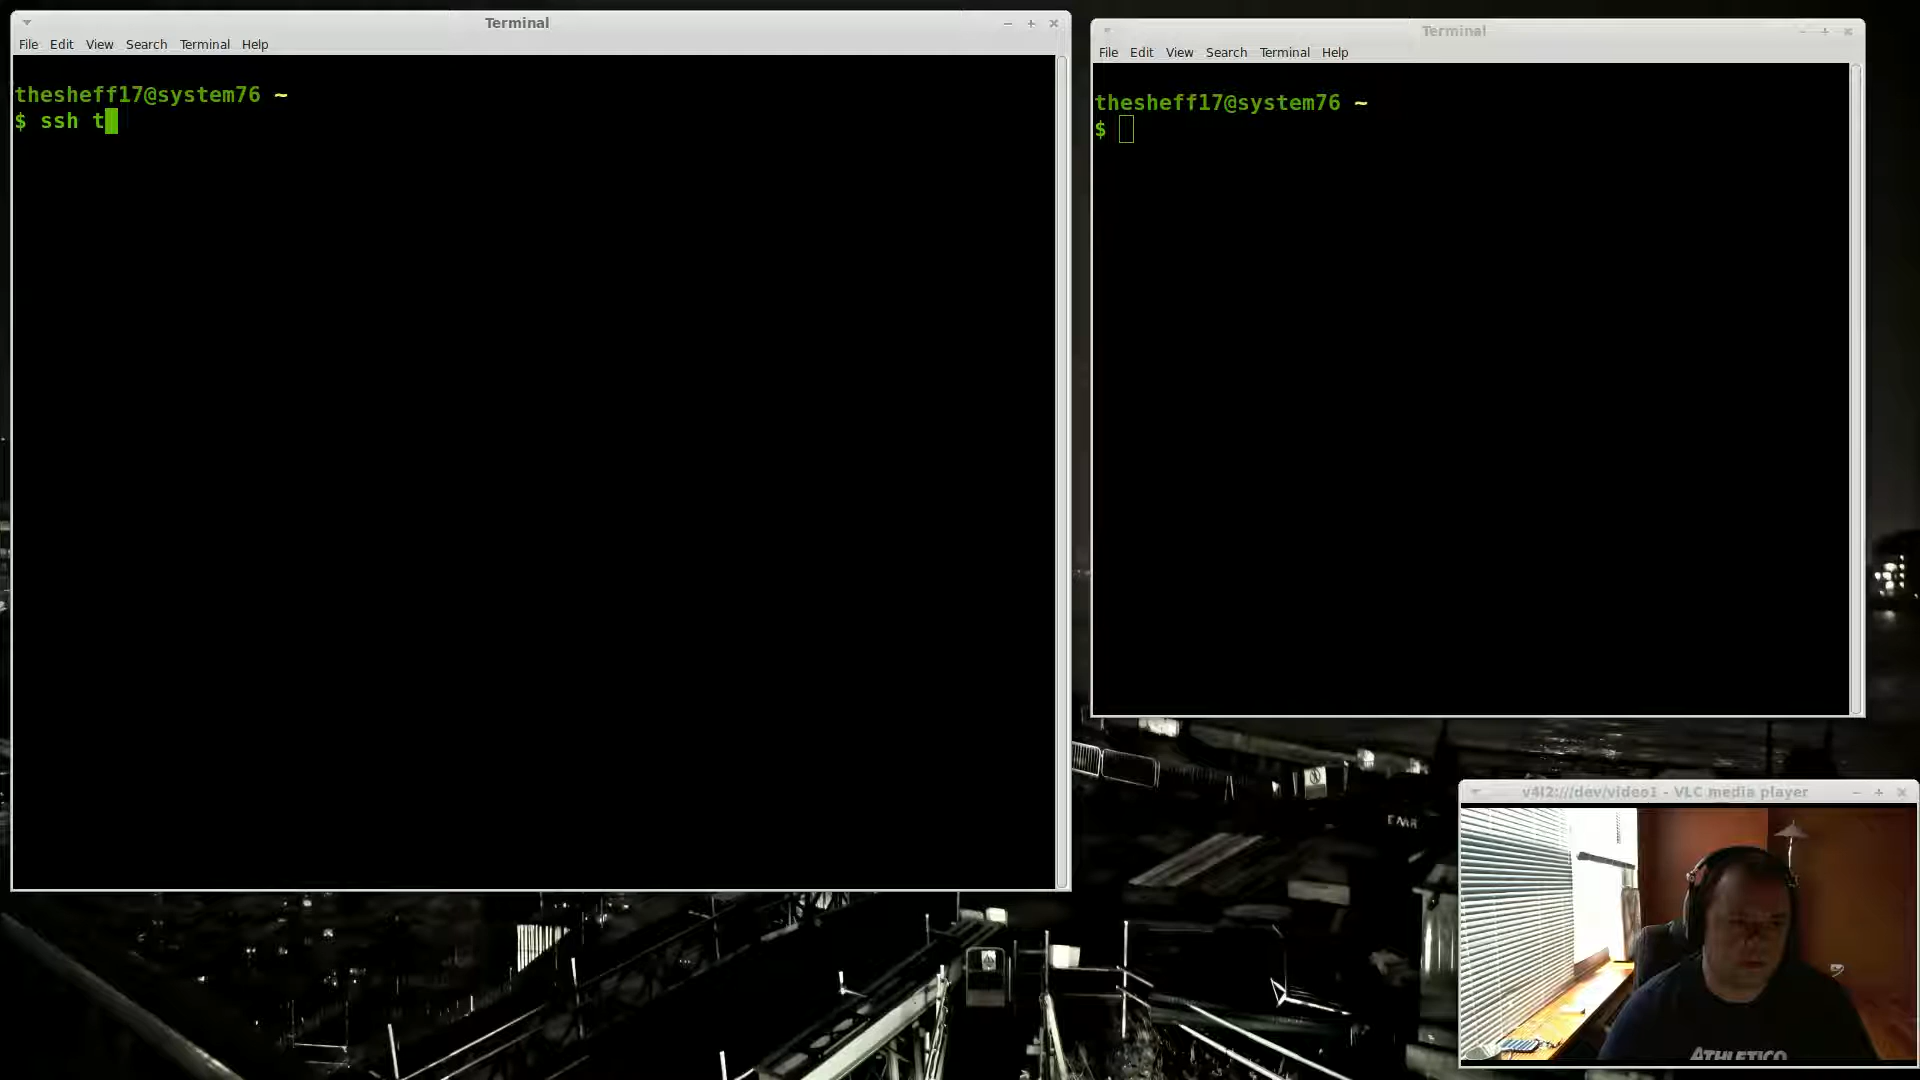 Terminal
File Edit View Search Terminal Help
thesheff17@system76 ~
$ ssh t
Terminal
File Edit View Search Terminal Help
thesheff17@system76 ~
$
v4l2:///dev/video1 - VLC media player
ATHLETICO